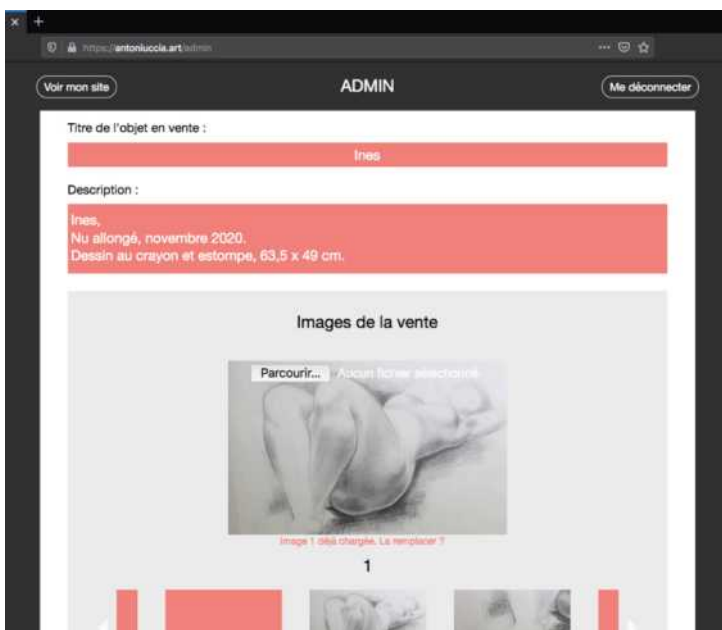 × +
https://antoniuccia.art/admin
Voir mon site
ADMIN
Me déconnecter
Titre de l'objet en vente :
Ines
Description :
Ines,
Nu allongé, novembre 2020.
Dessin au crayon et estompe, 63,5 x 49 cm.
Images de la vente
Parcourir... Aucun fichier sélectionné.
Image 1 déjà chargée. La remplacer ?
1